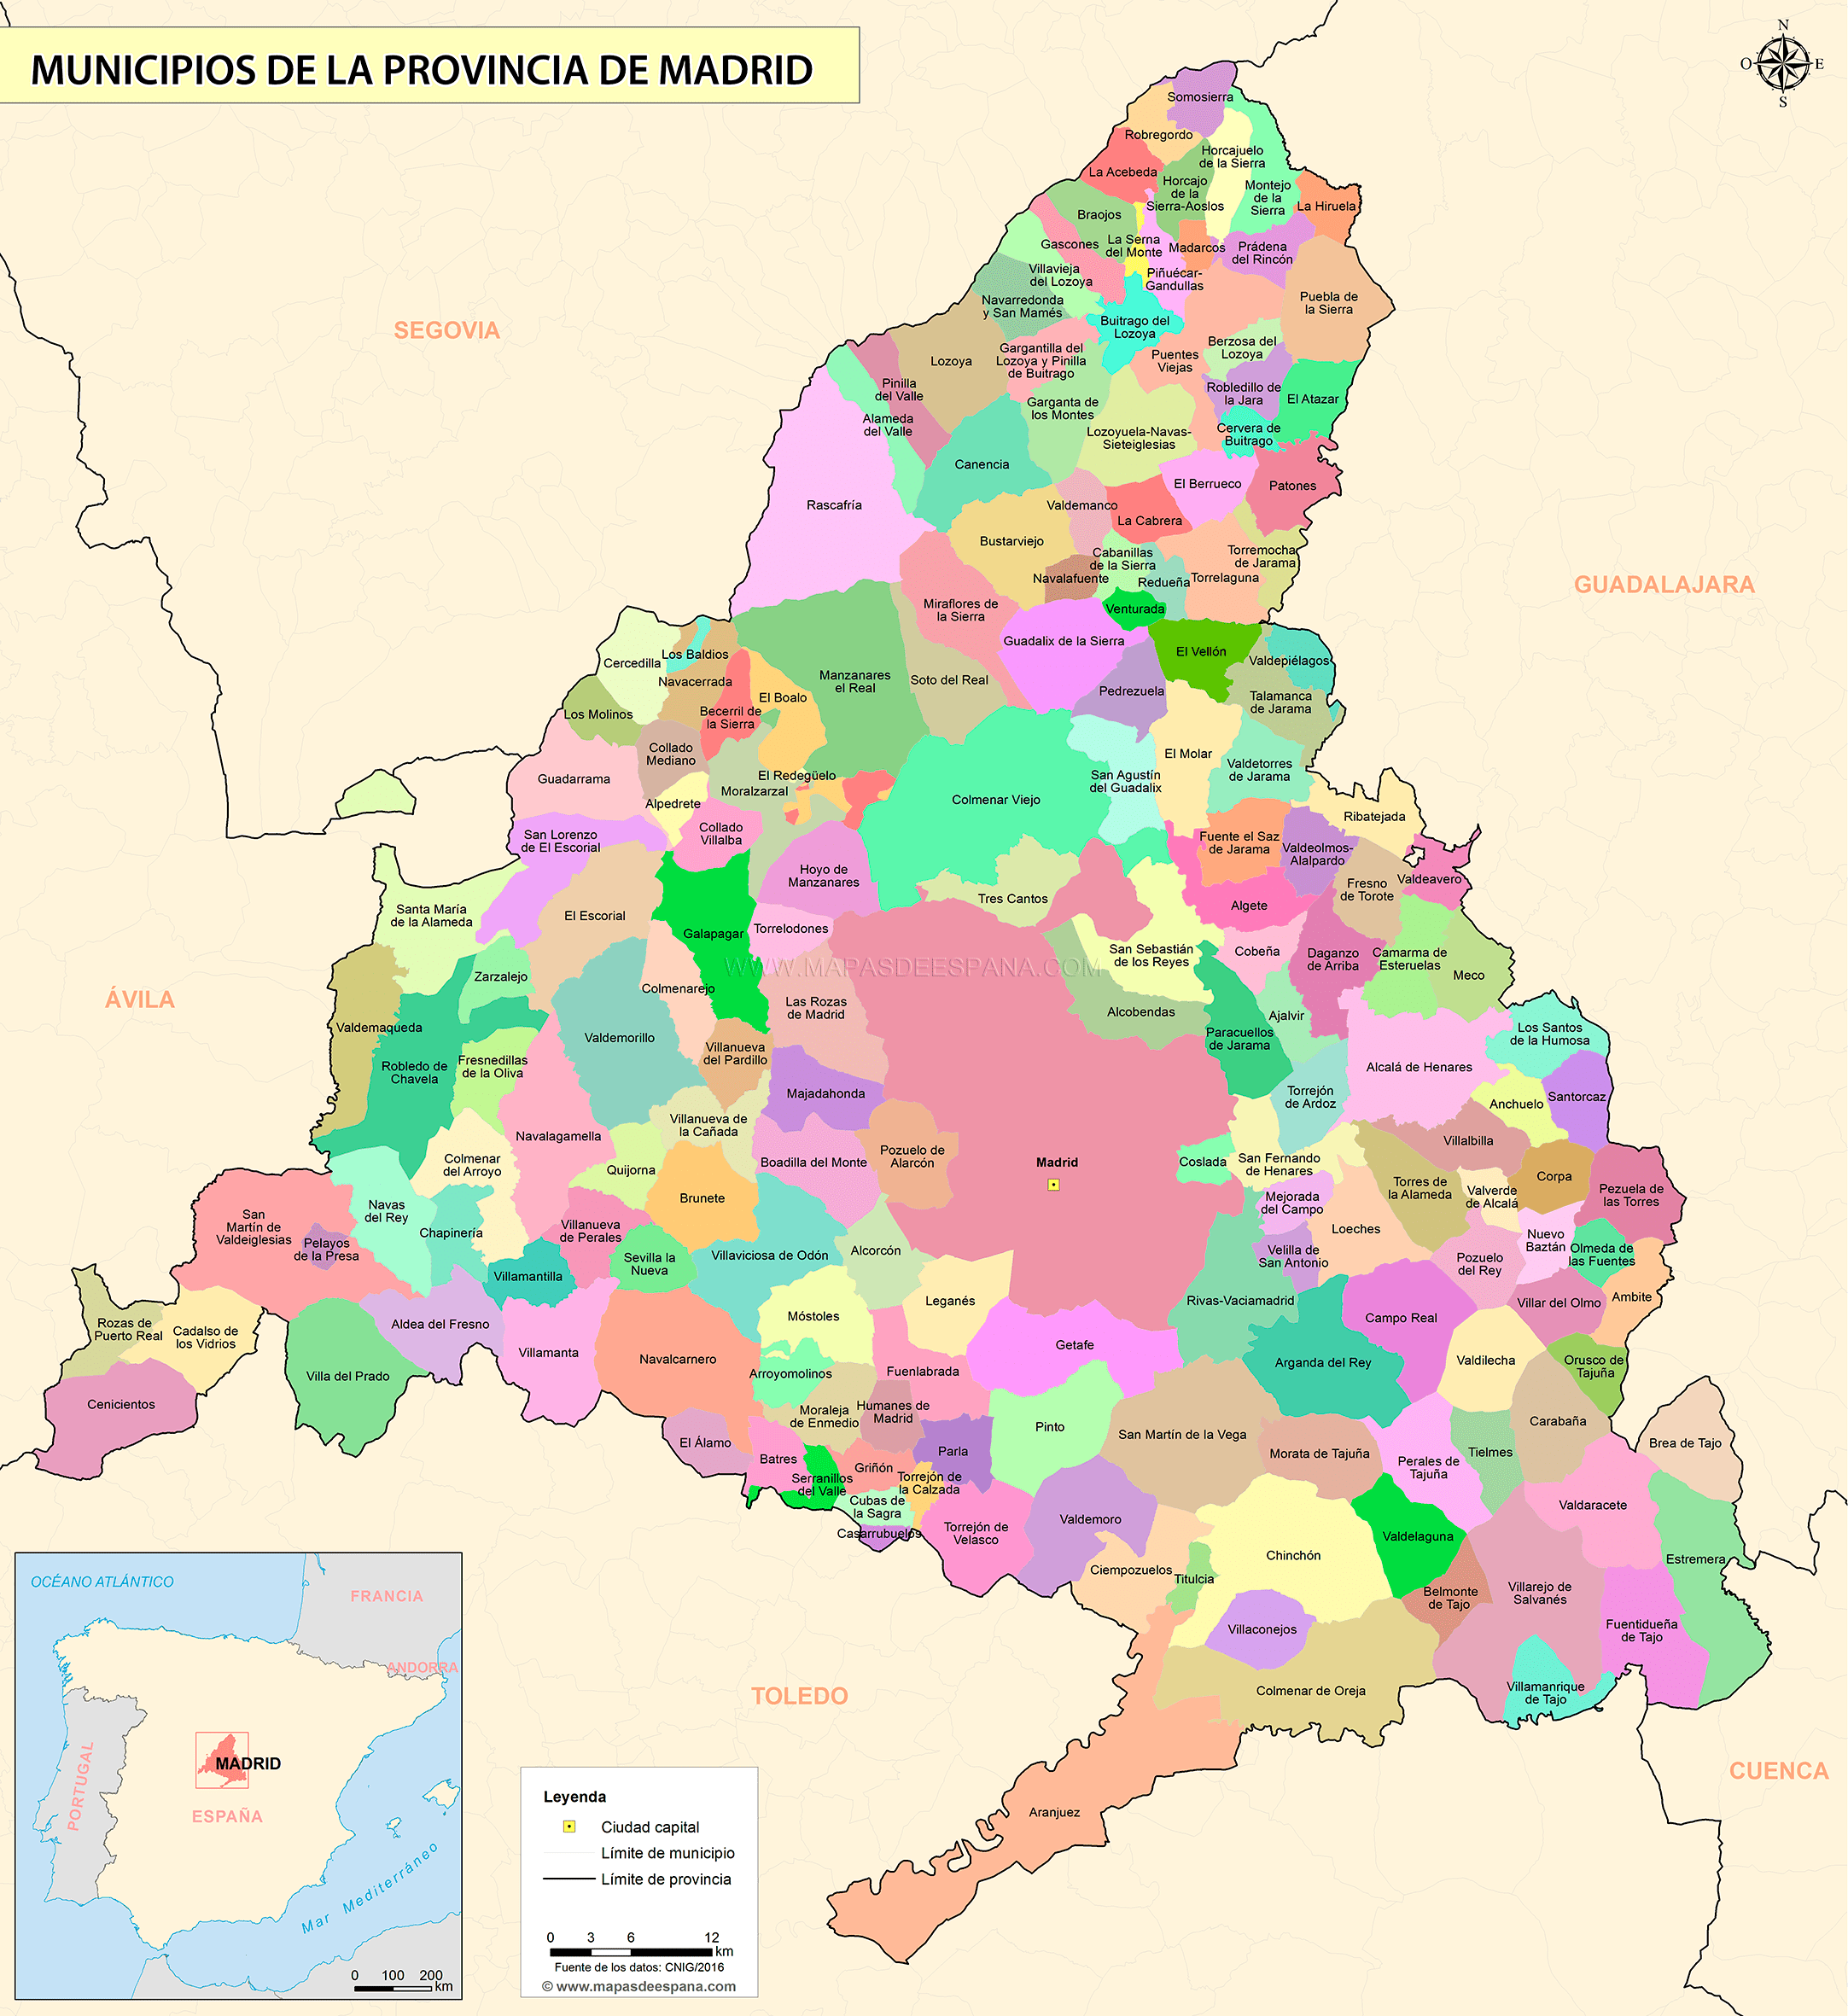 MUNICIPIOS DE LA PROVINCIA DE MADRID
N
O
E
S
SEGOVIA
GUADALAJARA
ÁVILA
TOLEDO
CUENCA
Somosierra
Robregordo
Horcajuelo
de la Sierra
La Acebeda
Horcajo
de la
Sierra-Aoslos
Montejo
de la
Sierra
La Hiruela
Braojos
Gascones
La Serna
del Monte
Madarcos
Prádena
del Rincón
Villavieja
del Lozoya
Piñuécar-
Gandullas
Navarredonda
y San Mamés
Puebla de
la Sierra
Buitrago del
Lozoya
Lozoya
Gargantilla del
Lozoya y Pinilla
de Buitrago
Puentes
Viejas
Berzosa del
Lozoya
Pinilla
del Valle
Robledillo de
la Jara
El Atazar
Alameda
del Valle
Garganta de
los Montes
Lozoyuela-Navas-
Sieteiglesias
Cervera de
Buitrago
Canencia
El Berrueco
Patones
Rascafría
Valdemanco
La Cabrera
Bustarviejo
Cabanillas
de la Sierra
Torremocha
de Jarama
Navalafuente
Redueña
Torrelaguna
Miraflores de
la Sierra
Venturada
Guadalix de la Sierra
El Vellón
Valdepiélagos
Cercedilla
Los Baldios
Navacerrada
Manzanares
el Real
Soto del Real
Pedrezuela
Talamanca
de Jarama
El Boalo
Los Molinos
Becerril de
la Sierra
Collado
Mediano
El Molar
Valdetorres
de Jarama
Guadarrama
El Redegüelo
Moralzarzal
Colmenar Viejo
San Agustín
del Guadalix
Alpedrete
Ribatejada
San Lorenzo
de El Escorial
Collado
Villalba
Fuente el Saz
de Jarama
Valdeolmos-
Alalpardo
Hoyo de
Manzanares
Fresno
de Torote
Valdeavero
Tres Cantos
Algete
Santa María
de la Alameda
El Escorial
Galapagar
Torrelodones
San Sebastián
de los Reyes
Cobeña
Daganzo
de Arriba
Camarma de
Esteruelas
Meco
WWW.MAPASDEESPANA.COM
Zarzalejo
Colmenarejo
Las Rozas
de Madrid
Alcobendas
Ajalvir
Valdemaqueda
Valdemorillo
Paracuellos
de Jarama
Los Santos
de la Humosa
Villanueva
del Pardillo
Robledo de
Chavela
Fresnedillas
de la Oliva
Alcalá de Henares
Majadahonda
Torrejón
de Ardoz
Anchuelo
Santorcaz
Villanueva de
la Cañada
Navalagamella
Villalbilla
Colmenar
del Arroyo
Quijorna
Boadilla del Monte
Pozuelo de
Alarcón
Madrid
Coslada
San Fernando
de Henares
Corpa
Brunete
Torres de
la Alameda
Valverde
de Alcalá
Pezuela de
las Torres
Mejorada
del Campo
Navas
del Rey
San
Martín de
Valdeiglesias
Chapinería
Villanueva
de Perales
Loeches
Pelayos
de la Presa
Sevilla la
Nueva
Villaviciosa de Odón
Alcorcón
Velilla de
San Antonio
Nuevo
Baztán
Olmeda de
las Fuentes
Pozuelo
del Rey
Villamantilla
Leganés
Rivas-Vaciamadrid
Villar del Olmo
Ambite
Rozas de
Puerto Real
Cadalso de
los Vidrios
Aldea del Fresno
Móstoles
Campo Real
Getafe
Villamanta
Navalcarnero
Arganda del Rey
Valdilecha
Orusco de
Tajuña
Villa del Prado
Arroyomolinos
Fuenlabrada
Cenicientos
Moraleja
de Enmedio
Humanes de
Madrid
Pinto
San Martín de la Vega
Carabaña
El Álamo
Parla
Morata de Tajuña
Tielmes
Brea de Tajo
Batres
Griñón
Perales de
Tajuña
Serranillos
del Valle
Torrejón de
la Calzada
Cubas de
la Sagra
Valdaracete
Casarrubuelos
Torrejón de
Velasco
Valdemoro
Valdelaguna
Chinchón
Estremera
Ciempozuelos
Titulcia
Belmonte
de Tajo
Villarejo de
Salvanés
Villaconejos
Fuentidueña
de Tajo
Colmenar de Oreja
Villamanrique
de Tajo
Aranjuez
OCÉANO ATLÁNTICO
FRANCIA
ANDORRA
PORTUGAL
MADRID
ESPAÑA
Mar Mediterráneo
0 100 200
km
Leyenda
Ciudad capital
Límite de municipio
Límite de provincia
0 3 6 12
km
Fuente de los datos: CNIG/2016
© www.mapasdeespana.com